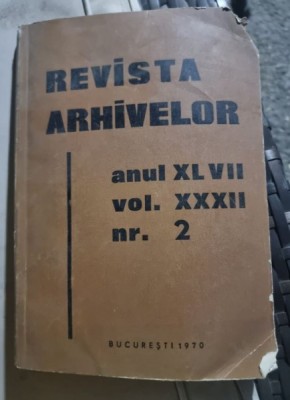 REViSTA
ARHiVELOR
anul XLVII
vol. XXXII
nr. 2
BUCUREŞTI 1970